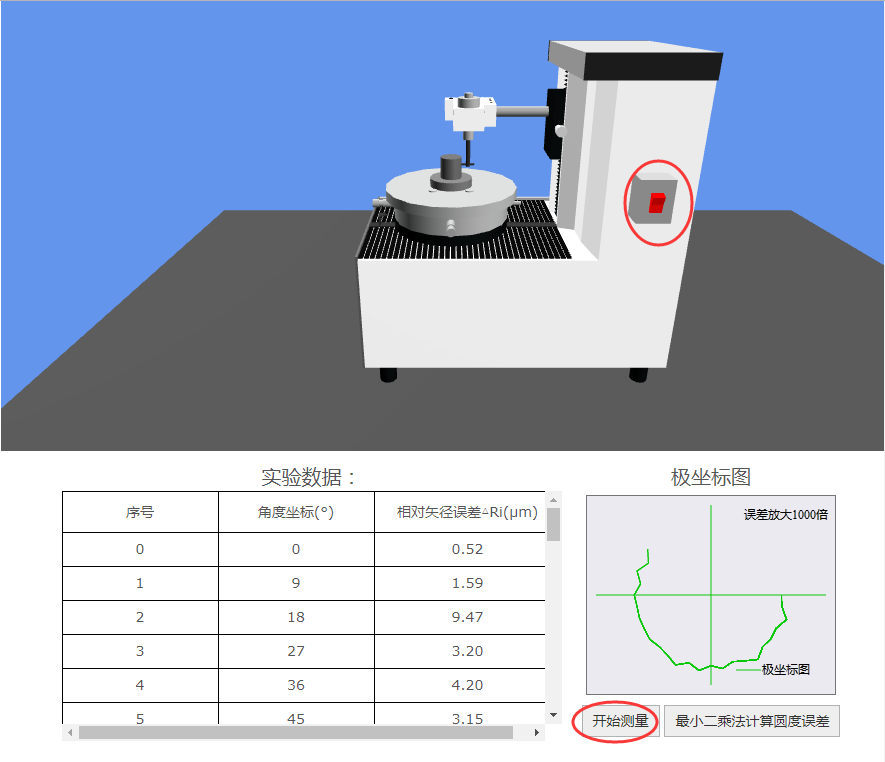 实验数据：
序号 角度坐标(°) 相对矢径误差△Ri(μm)
0 0 0.52
1 9 1.59
2 18 9.47
3 27 3.20
4 36 4.20
5 45 3.15
极坐标图
误差放大1000倍
极坐标图
开始测量 最小二乘法计算圆度误差